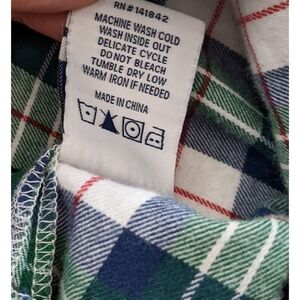 RN#141842
MACHINE WASH COLD
WASH INSIDE OUT
DELICATE CYCLE
DO NOT BLEACH
TUMBLE DRY LOW
WARM IRON IF NEEDED
MADE IN CHINA